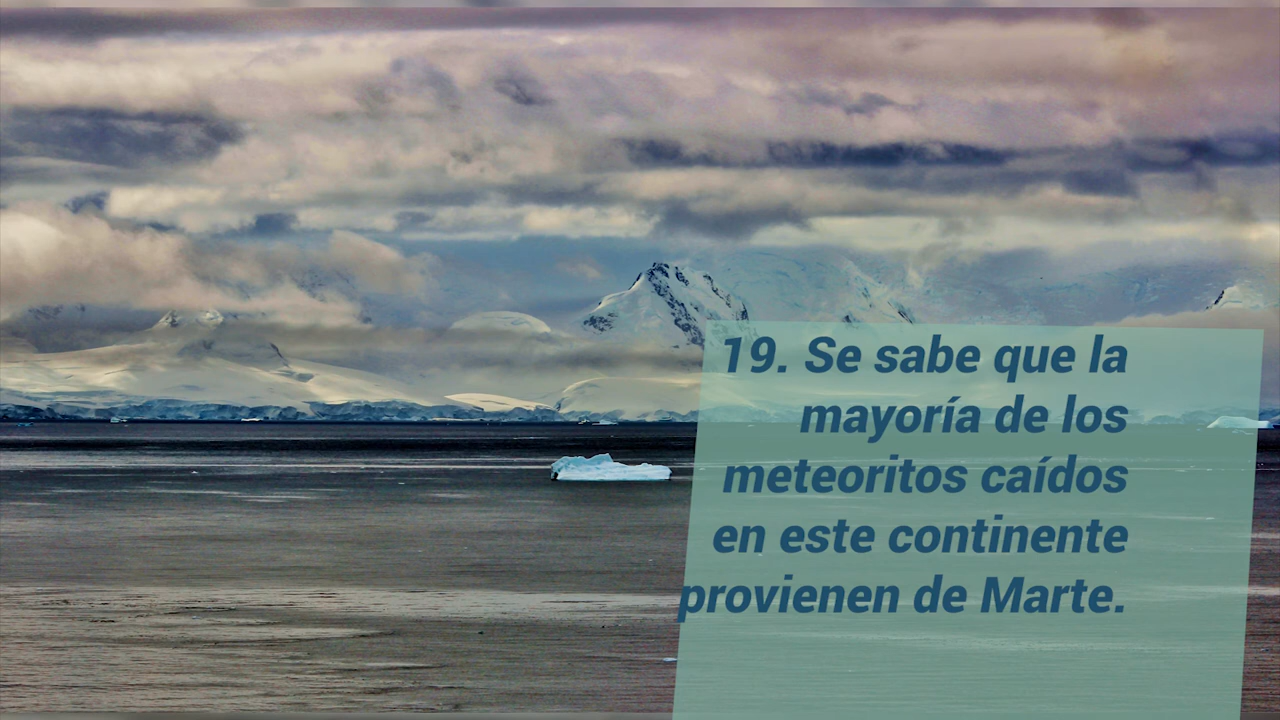 19. Se sabe que la
mayoría de los
meteoritos caídos
en este continente
provienen de Marte.